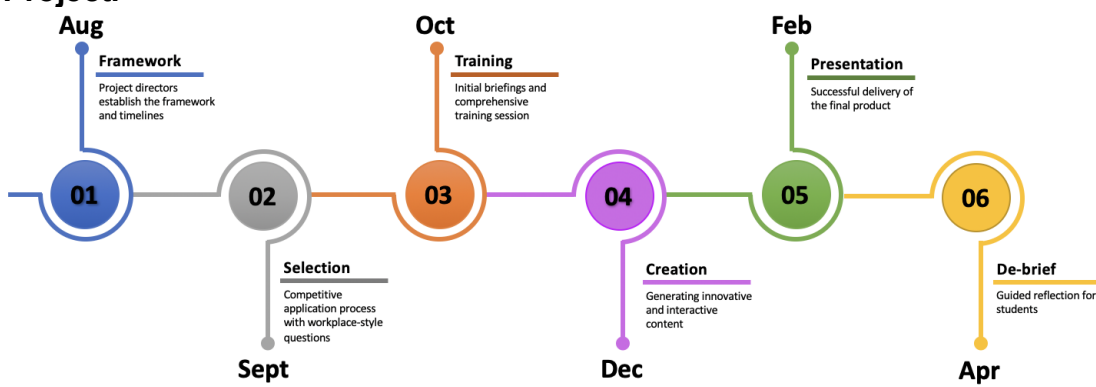 Aug
Framework
Project directors
establish the framework
and timelines
01
02
Selection
Competitive
application process
with workplace-style
questions
Sept
Oct
Training
Initial briefings and
comprehensive
training session
03
04
Creation
Generating innovative
and interactive
content
Dec
Feb
Presentation
Successful delivery of
the final product
05
06
De-brief
Guided reflection for
students
Apr